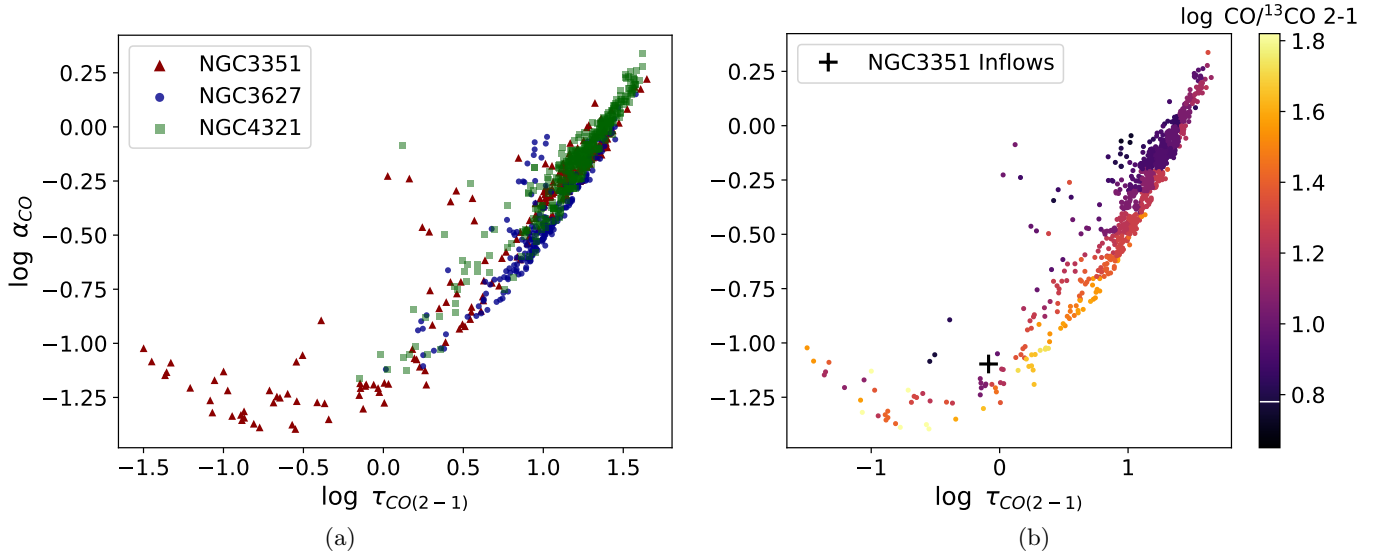 log CO/¹³CO 2-1
NGC3351
NGC3627
NGC4321
NGC3351 Inflows
0.25
0.00
−0.25
−0.50
−0.75
−1.00
−1.25
log α_CO
−1.5 −1.0 −0.5 0.0 0.5 1.0 1.5
log τ_CO(2−1)
(a)
0.25
0.00
−0.25
−0.50
−0.75
−1.00
−1.25
−1 0 1
log τ_CO(2−1)
(b)
1.8
1.6
1.4
1.2
1.0
0.8